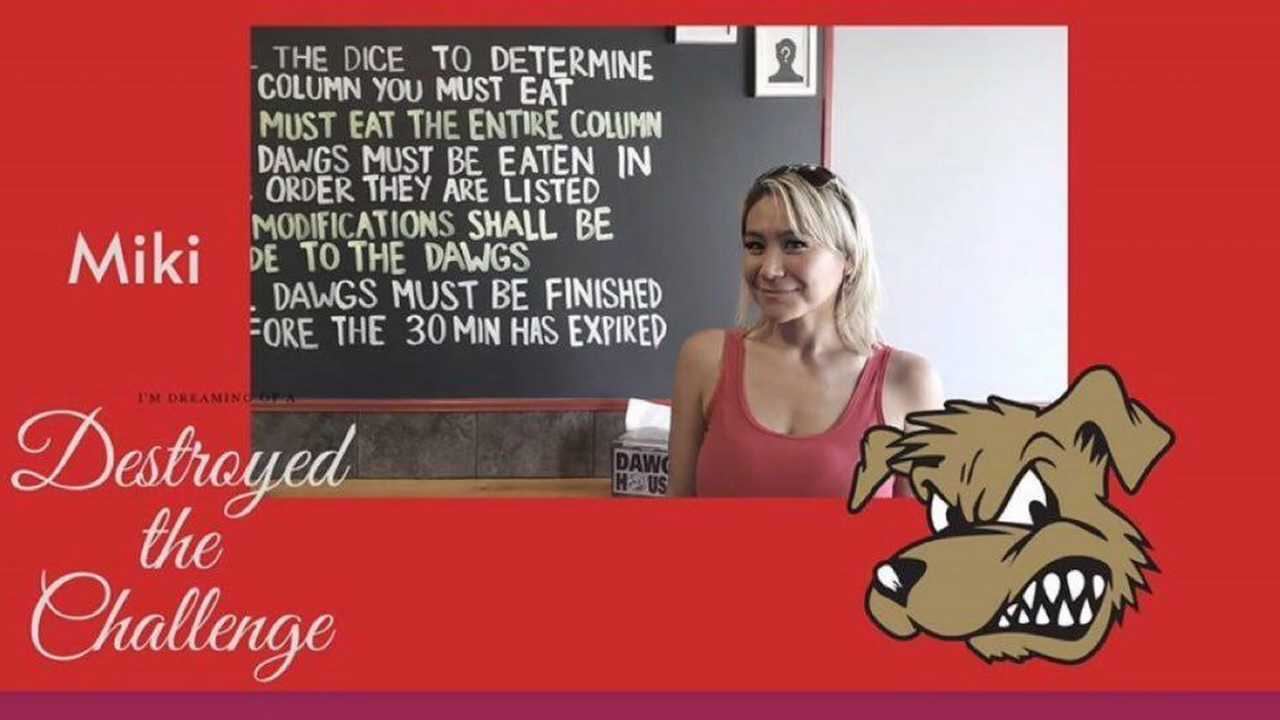 THE DICE TO DETERMINE
COLUMN YOU MUST EAT
MUST EAT THE ENTIRE COLUMN
DAWGS MUST BE EATEN IN
ORDER THEY ARE LISTED
MODIFICATIONS SHALL BE
DE TO THE DAWGS
DAWGS MUST BE FINISHED
FORE THE 30 MIN HAS EXPIRED
?
Miki
I'M DREAMING OF A
Destroyed
the
Challenge
DAWG
HOUS